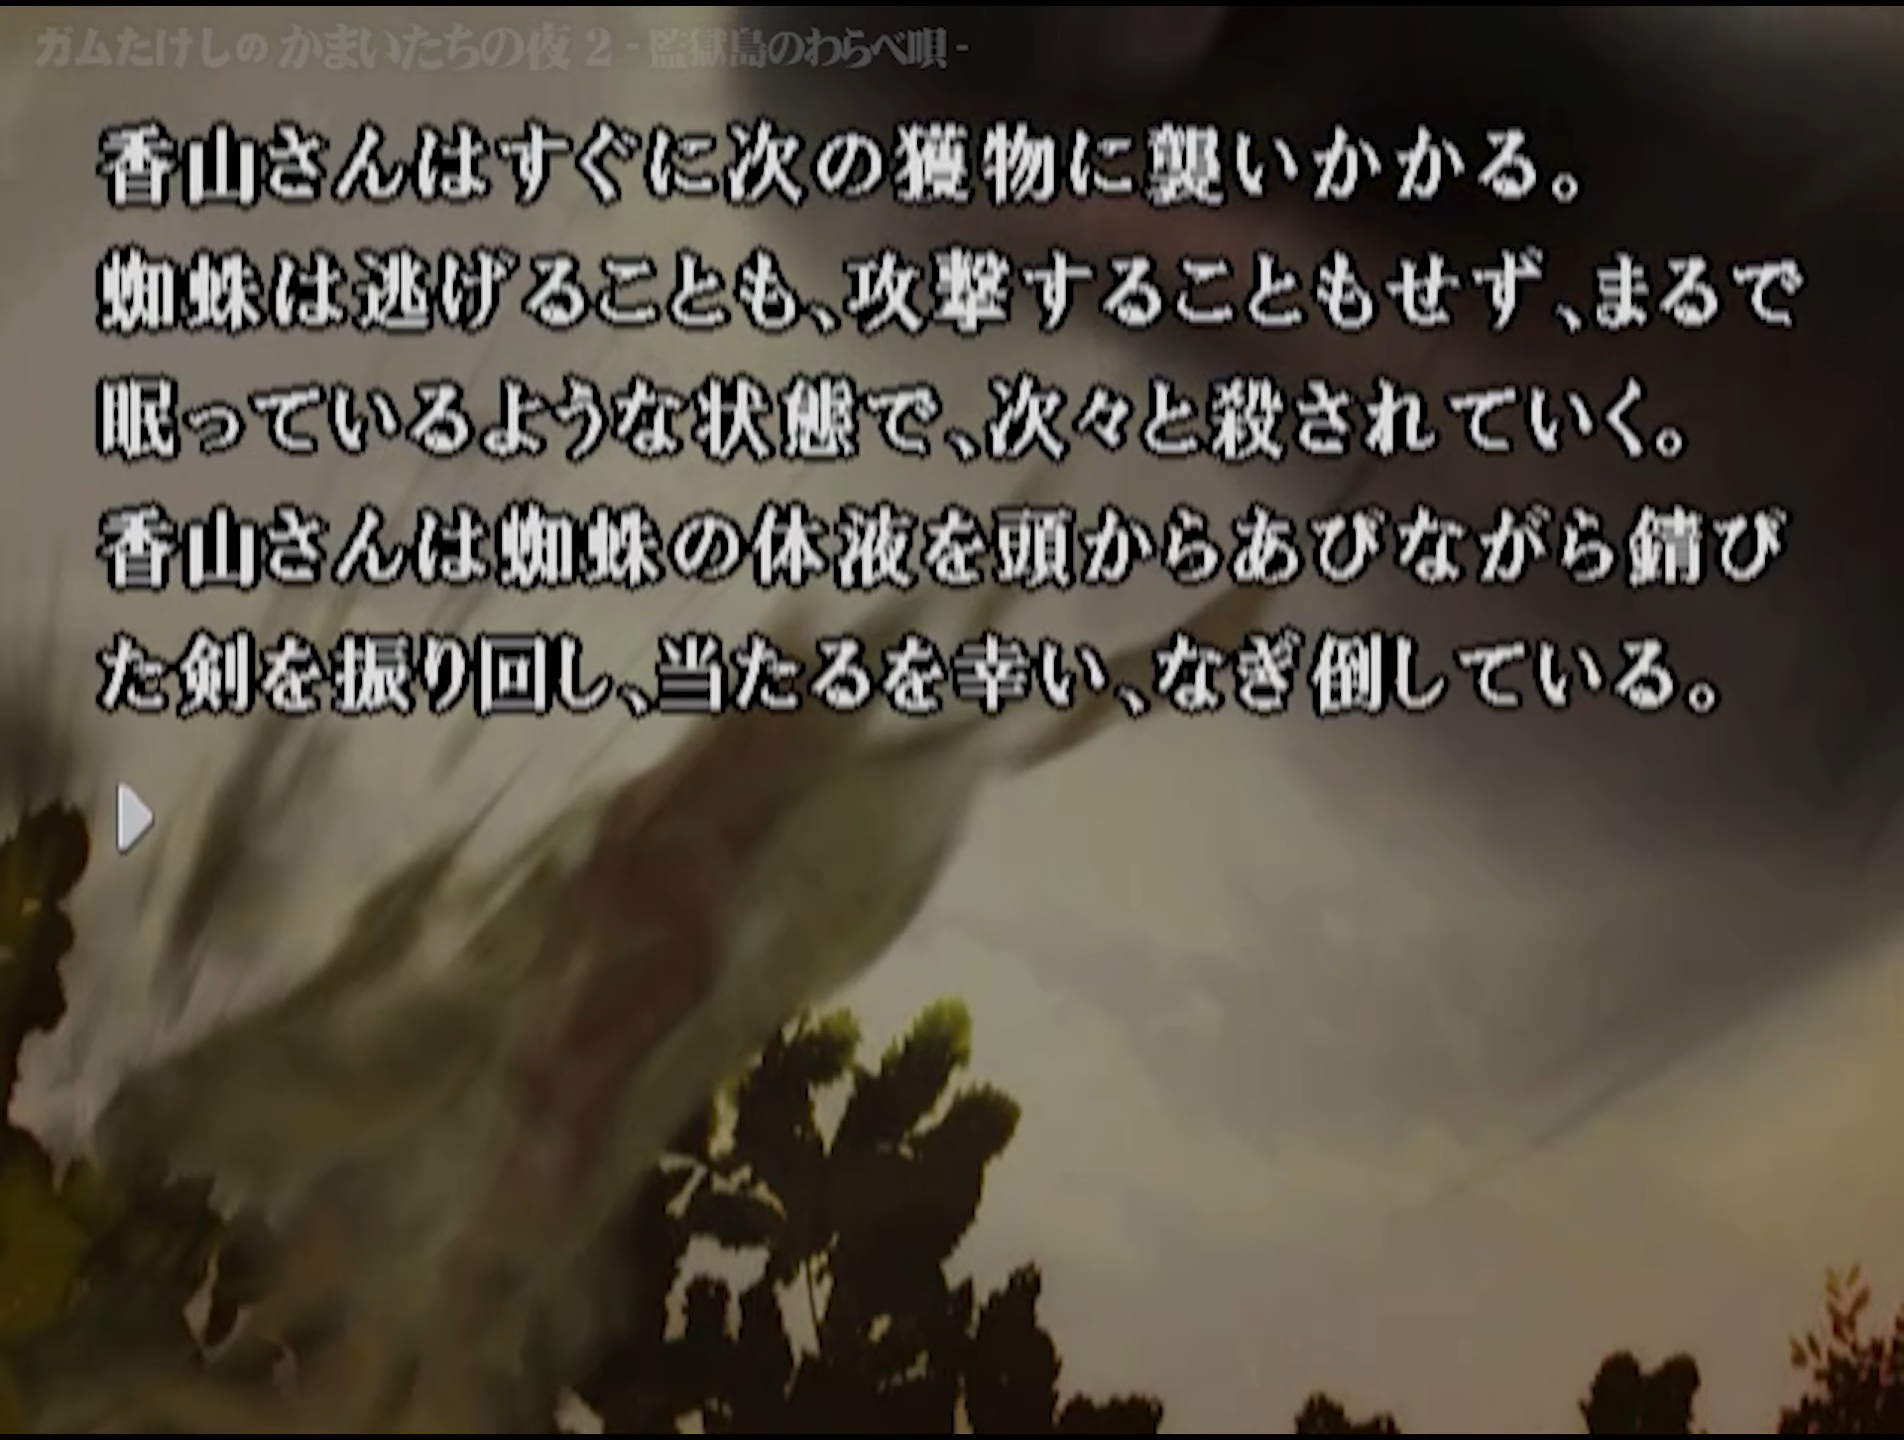 ガムたけしの かまいたちの夜 2 - 監獄島のわらべ唄 -
香山さんはすぐに次の獲物に襲いかかる。
蜘蛛は逃げることも、攻撃することもせず、まるで
眠っているような状態で、次々と殺されていく。
香山さんは蜘蛛の体液を頭からあびながら錆び
た剣を振り回し、当たるを幸い、なぎ倒している。